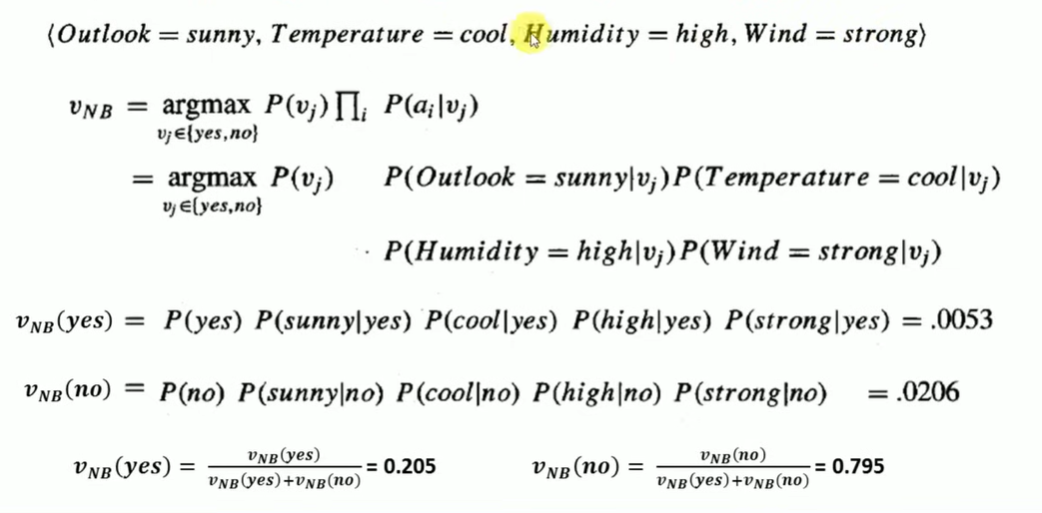 ⟨Outlook = sunny, Temperature = cool, Humidity = high, Wind = strong⟩
v_NB = argmax P(v_j) ∏_i P(a_i|v_j)
v_j∈{yes,no}
= argmax P(v_j) P(Outlook = sunny|v_j)P(Temperature = cool|v_j)
v_j∈{yes,no}
· P(Humidity = high|v_j)P(Wind = strong|v_j)
v_NB(yes) = P(yes) P(sunny|yes) P(cool|yes) P(high|yes) P(strong|yes) = .0053
v_NB(no) = P(no) P(sunny|no) P(cool|no) P(high|no) P(strong|no) = .0206
v_NB(yes) = v_NB(yes) / v_NB(yes)+v_NB(no) = 0.205 v_NB(no) = v_NB(no) / v_NB(yes)+v_NB(no) = 0.795